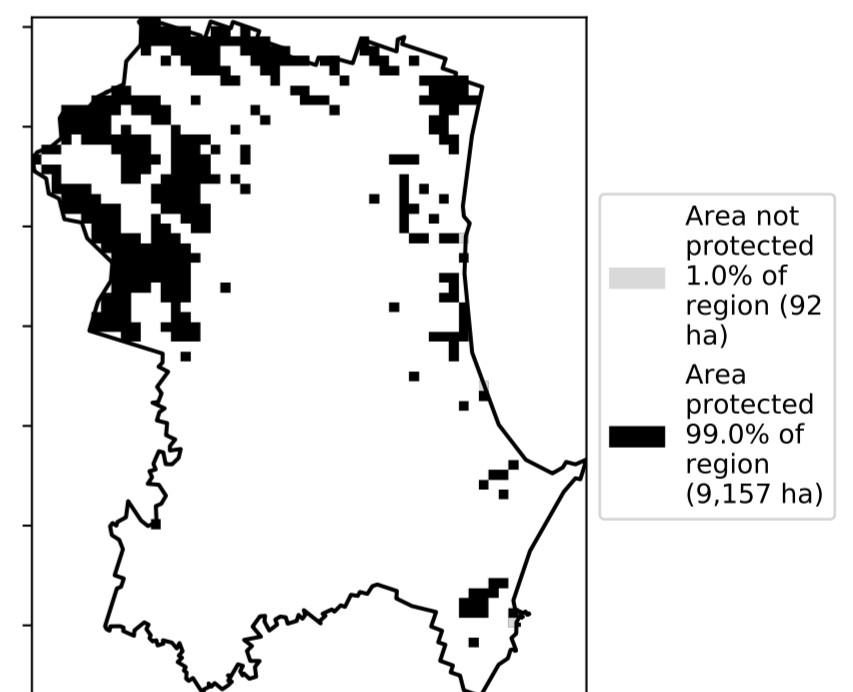 Area not
protected
1.0% of
region (92
ha)
Area
protected
99.0% of
region
(9,157 ha)